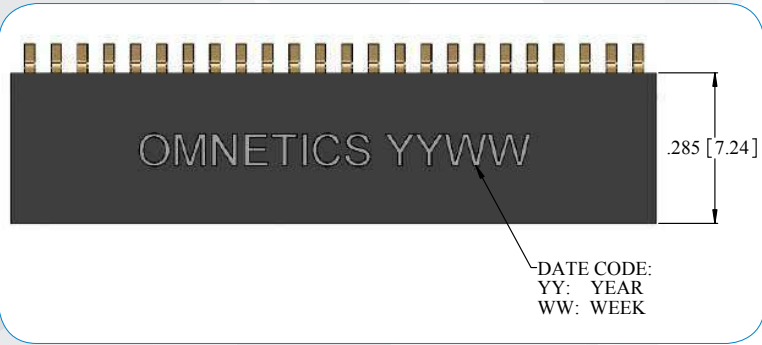 OMNETICS YYWW
.285 [7.24]
DATE CODE:
YY: YEAR
WW: WEEK